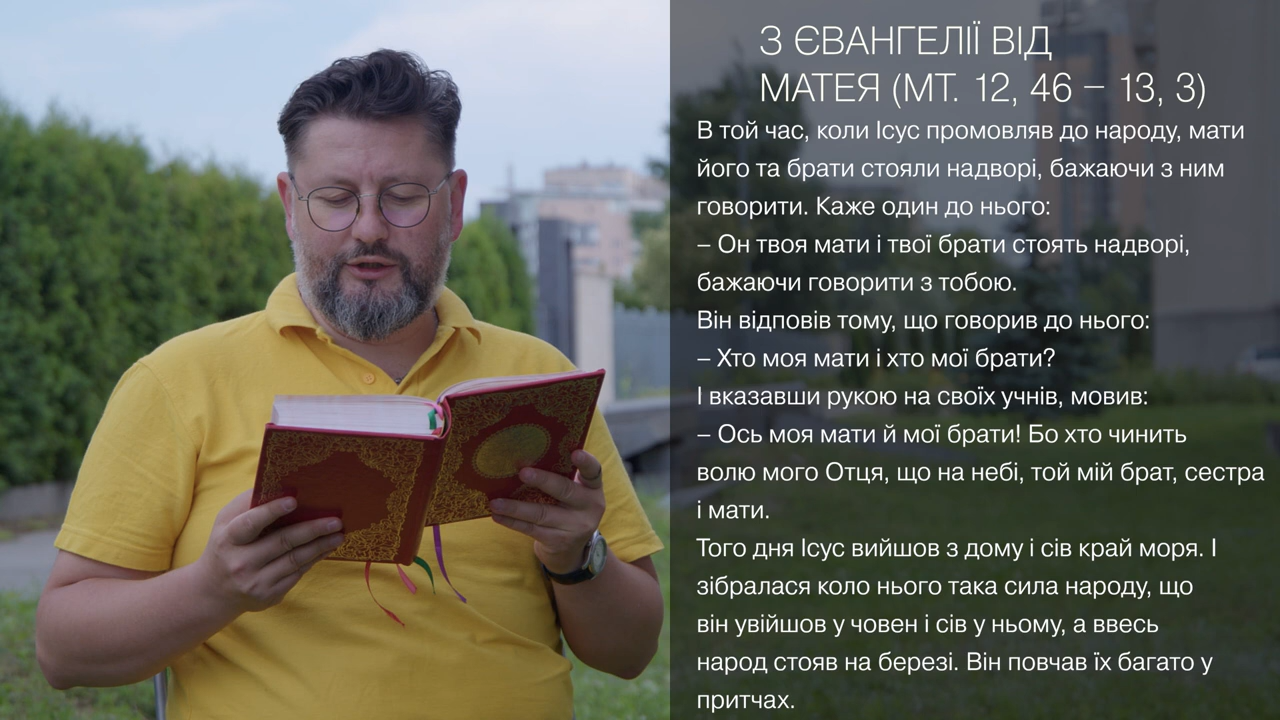 З ЄВАНГЕЛІЇ ВІД
МАТЕЯ (МТ. 12, 46 – 13, 3)
В той час, коли Ісус промовляв до народу, мати
його та брати стояли надворі, бажаючи з ним
говорити. Каже один до нього:
– Он твоя мати і твої брати стоять надворі,
бажаючи говорити з тобою.
Він відповів тому, що говорив до нього:
– Хто моя мати і хто мої брати?
І вказавши рукою на своїх учнів, мовив:
– Ось моя мати й мої брати! Бо хто чинить
волю мого Отця, що на небі, той мій брат, сестра
і мати.
Того дня Ісус вийшов з дому і сів край моря. І
зібралася коло нього така сила народу, що
він увійшов у човен і сів у ньому, а ввесь
народ стояв на березі. Він повчав їх багато у
притчах.